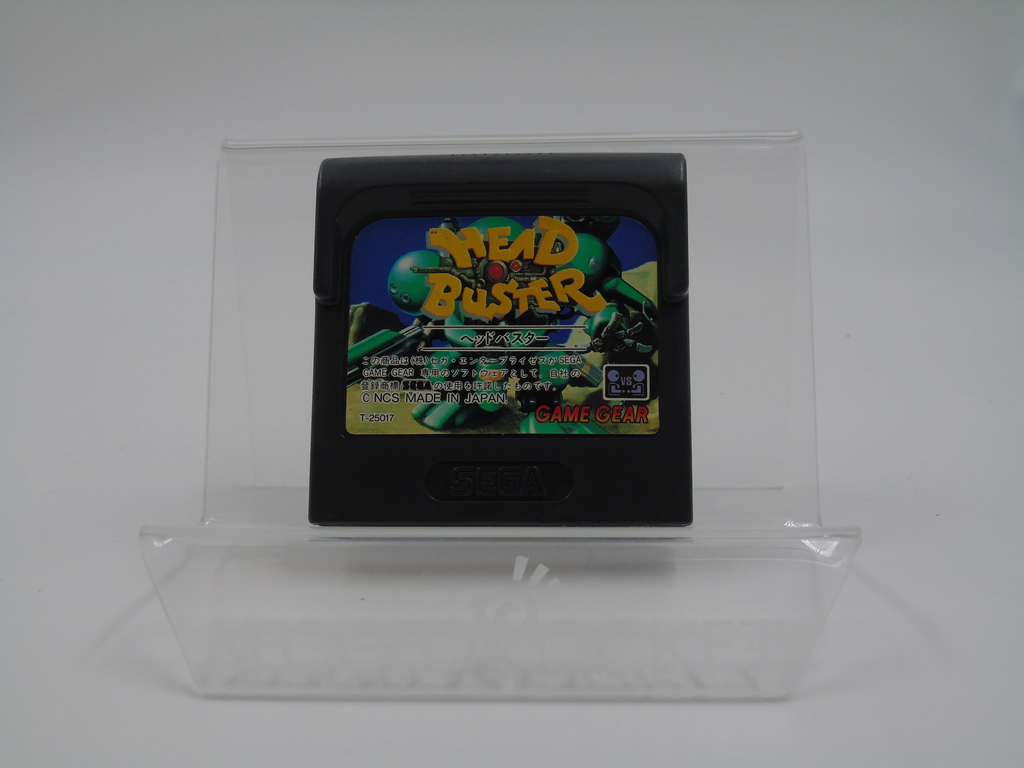 HEAD
BUSTER
ヘッドバスター
この商品は(株)セガ・エンタープライゼスがSEGA
GAME GEAR 専用のソフトウェアとして、自社の
登録商標 SEGA の使用を許諾したものです。
© NCS MADE IN JAPAN.
VS
T-25017
GAME GEAR
SEGA